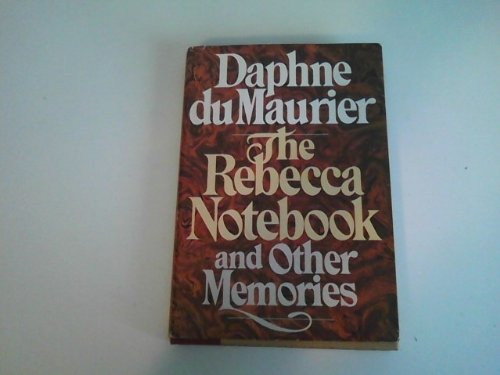 Daphne
du Maurier
The
Rebecca
Notebook
and Other
Memories